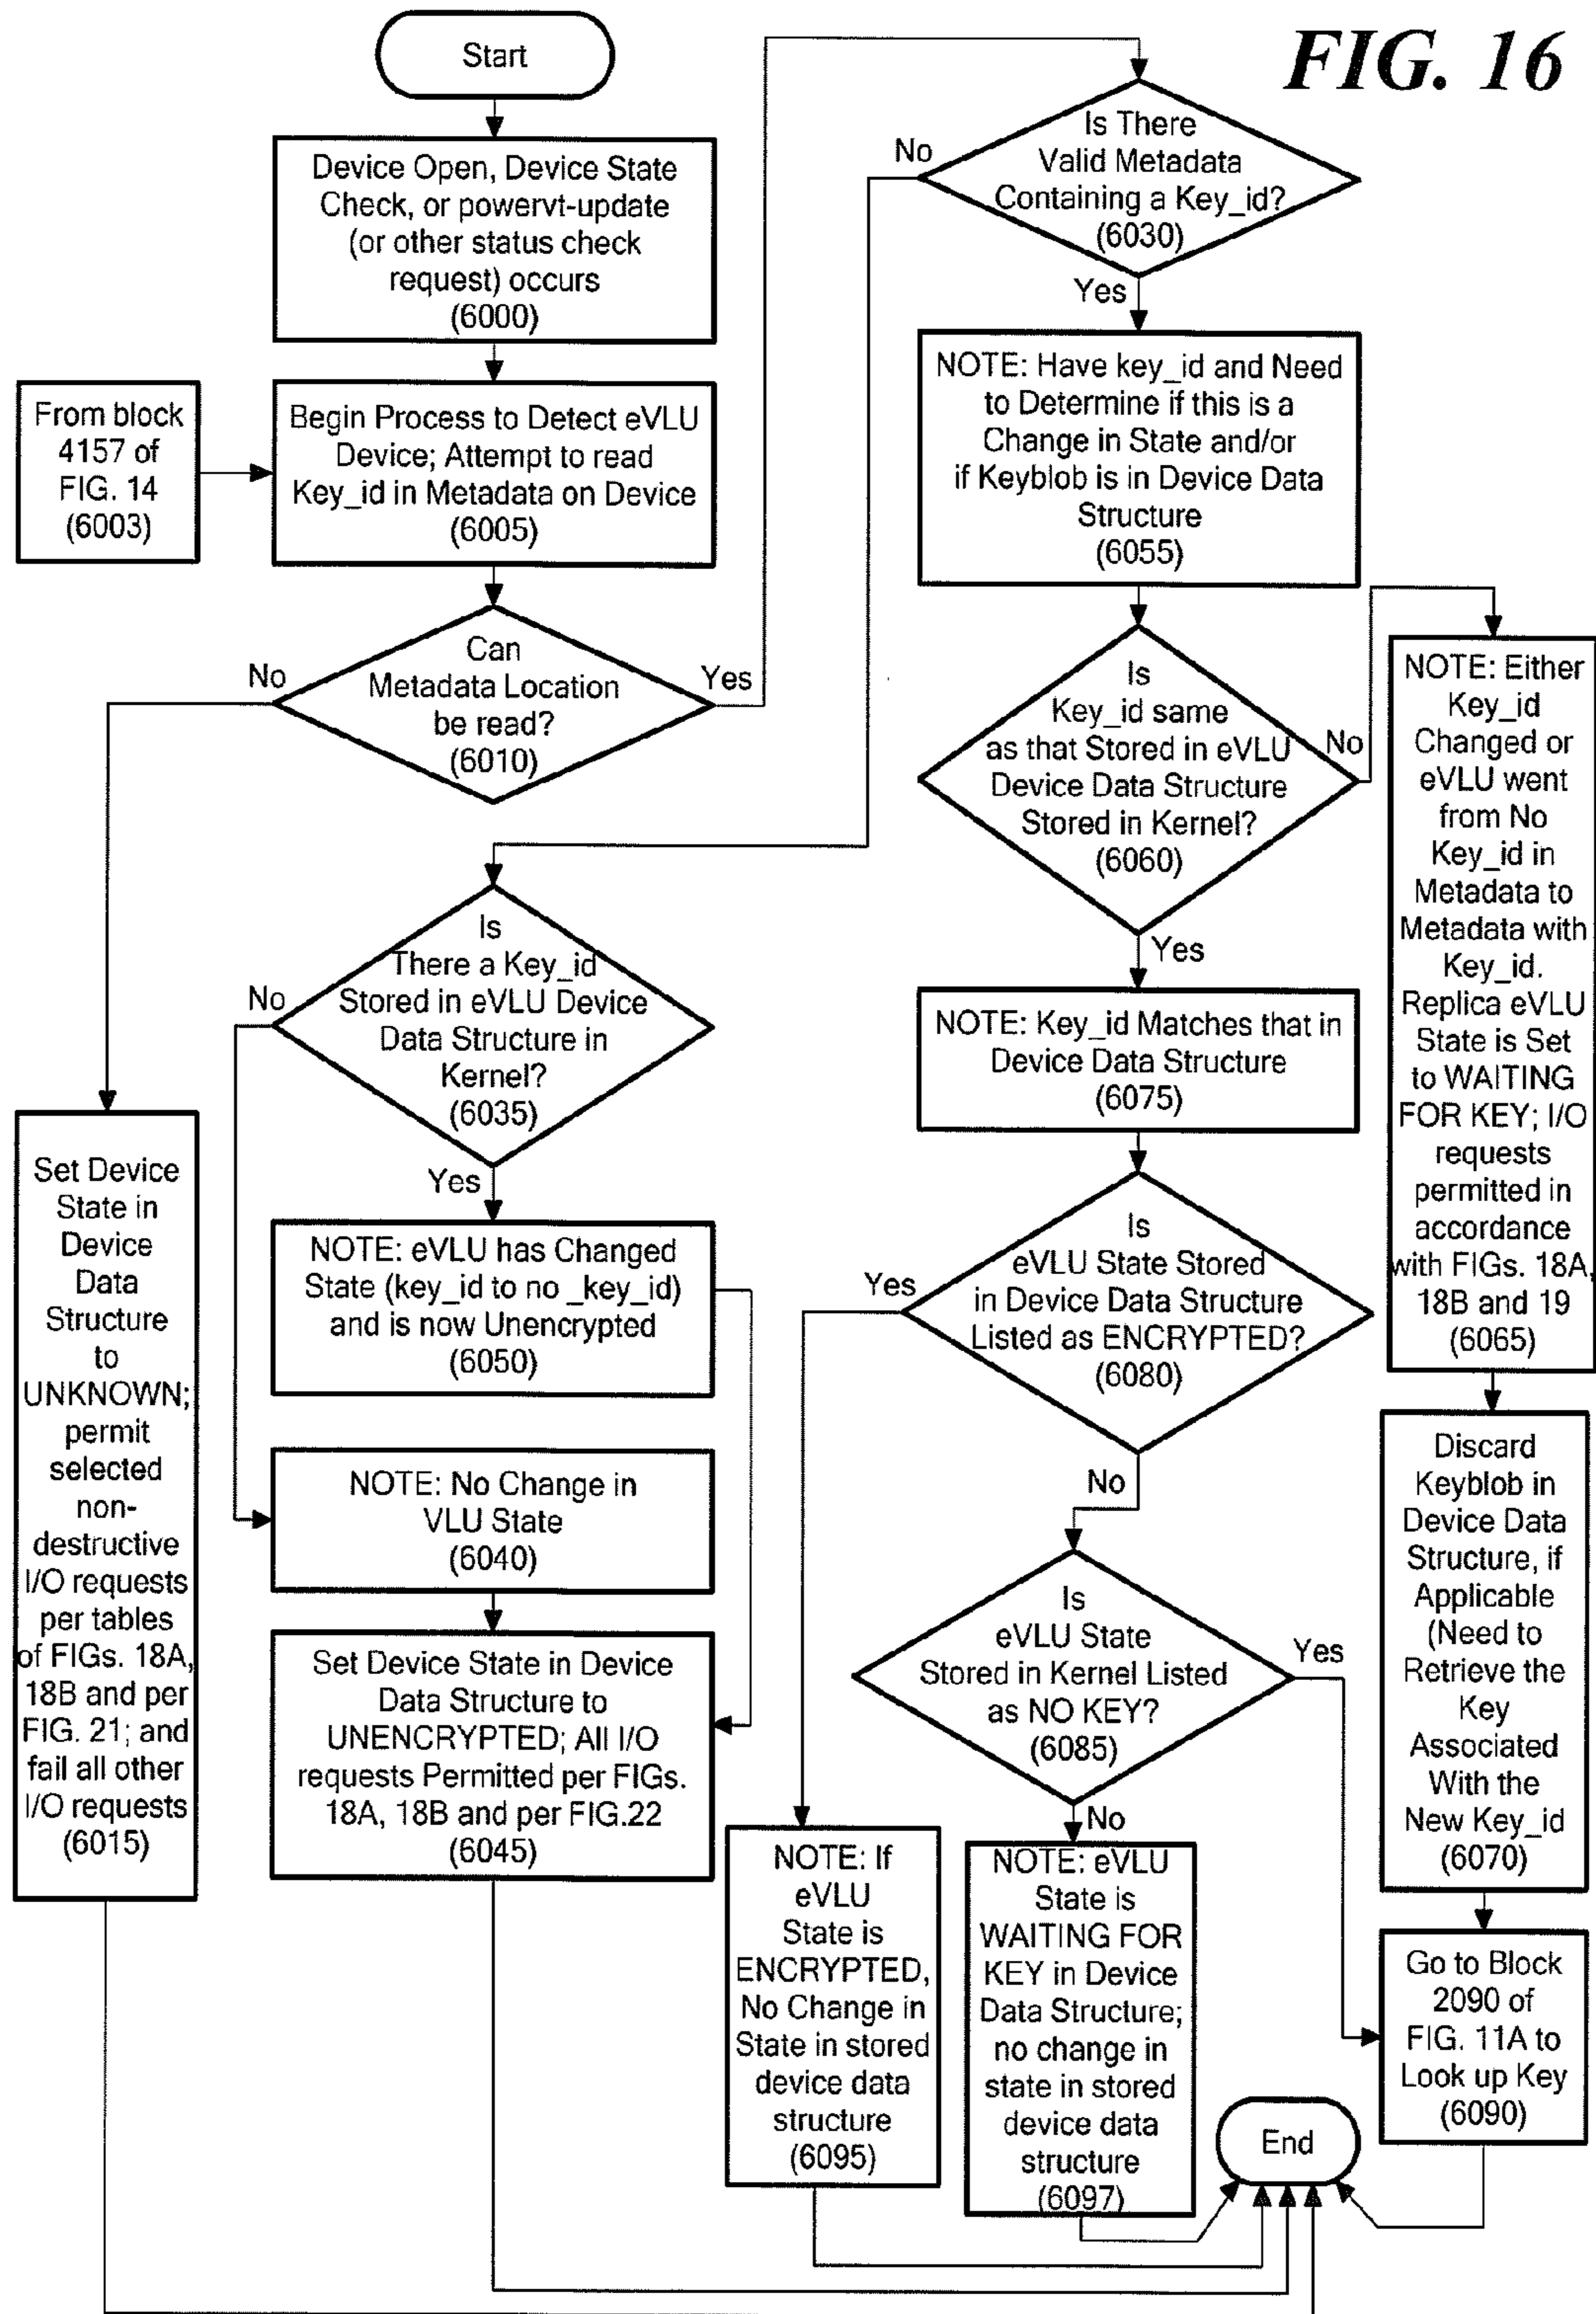 FIG. 16
Start
Device Open, Device State
Check, or powervt-update
(or other status check
request) occurs
(6000)
From block
4157 of
FIG. 14
(6003)
Begin Process to Detect eVLU
Device; Attempt to read
Key_id in Metadata on Device
(6005)
Can
Metadata Location
be read?
(6010)
No
Yes
Set Device
State in
Device
Data
Structure
to
UNKNOWN;
permit
selected
non-
destructive
I/O requests
per tables
of FIGs. 18A,
18B and per
FIG. 21; and
fail all other
I/O requests
(6015)
Is There
Valid Metadata
Containing a Key_id?
(6030)
No
Yes
Is
There a Key_id
Stored in eVLU Device
Data Structure in
Kernel?
(6035)
No
Yes
NOTE: eVLU has Changed
State (key_id to no _key_id)
and is now Unencrypted
(6050)
NOTE: No Change in
VLU State
(6040)
Set Device State in Device
Data Structure to
UNENCRYPTED; All I/O
requests Permitted per FIGs.
18A, 18B and per FIG.22
(6045)
NOTE: Have key_id and Need
to Determine if this is a
Change in State and/or
if Keyblob is in Device Data
Structure
(6055)
Is
Key_id same
as that Stored in eVLU
Device Data Structure
Stored in Kernel?
(6060)
No
Yes
NOTE: Either
Key_id
Changed or
eVLU went
from No
Key_id in
Metadata to
Metadata with
Key_id.
Replica eVLU
State is Set
to WAITING
FOR KEY; I/O
requests
permitted in
accordance
with FIGs. 18A,
18B and 19
(6065)
Discard
Keyblob in
Device Data
Structure, if
Applicable
(Need to
Retrieve the
Key
Associated
With the
New Key_id
(6070)
NOTE: Key_id Matches that in
Device Data Structure
(6075)
Is
eVLU State Stored
in Device Data Structure
Listed as ENCRYPTED?
(6080)
Yes
No
Is
eVLU State
Stored in Kernel Listed
as NO KEY?
(6085)
Yes
No
NOTE: If
eVLU
State is
ENCRYPTED,
No Change in
State in stored
device data
structure
(6095)
NOTE: eVLU
State is
WAITING FOR
KEY in Device
Data Structure;
no change in
state in stored
device data
structure
(6097)
Go to Block
2090 of
FIG. 11A to
Look up Key
(6090)
End